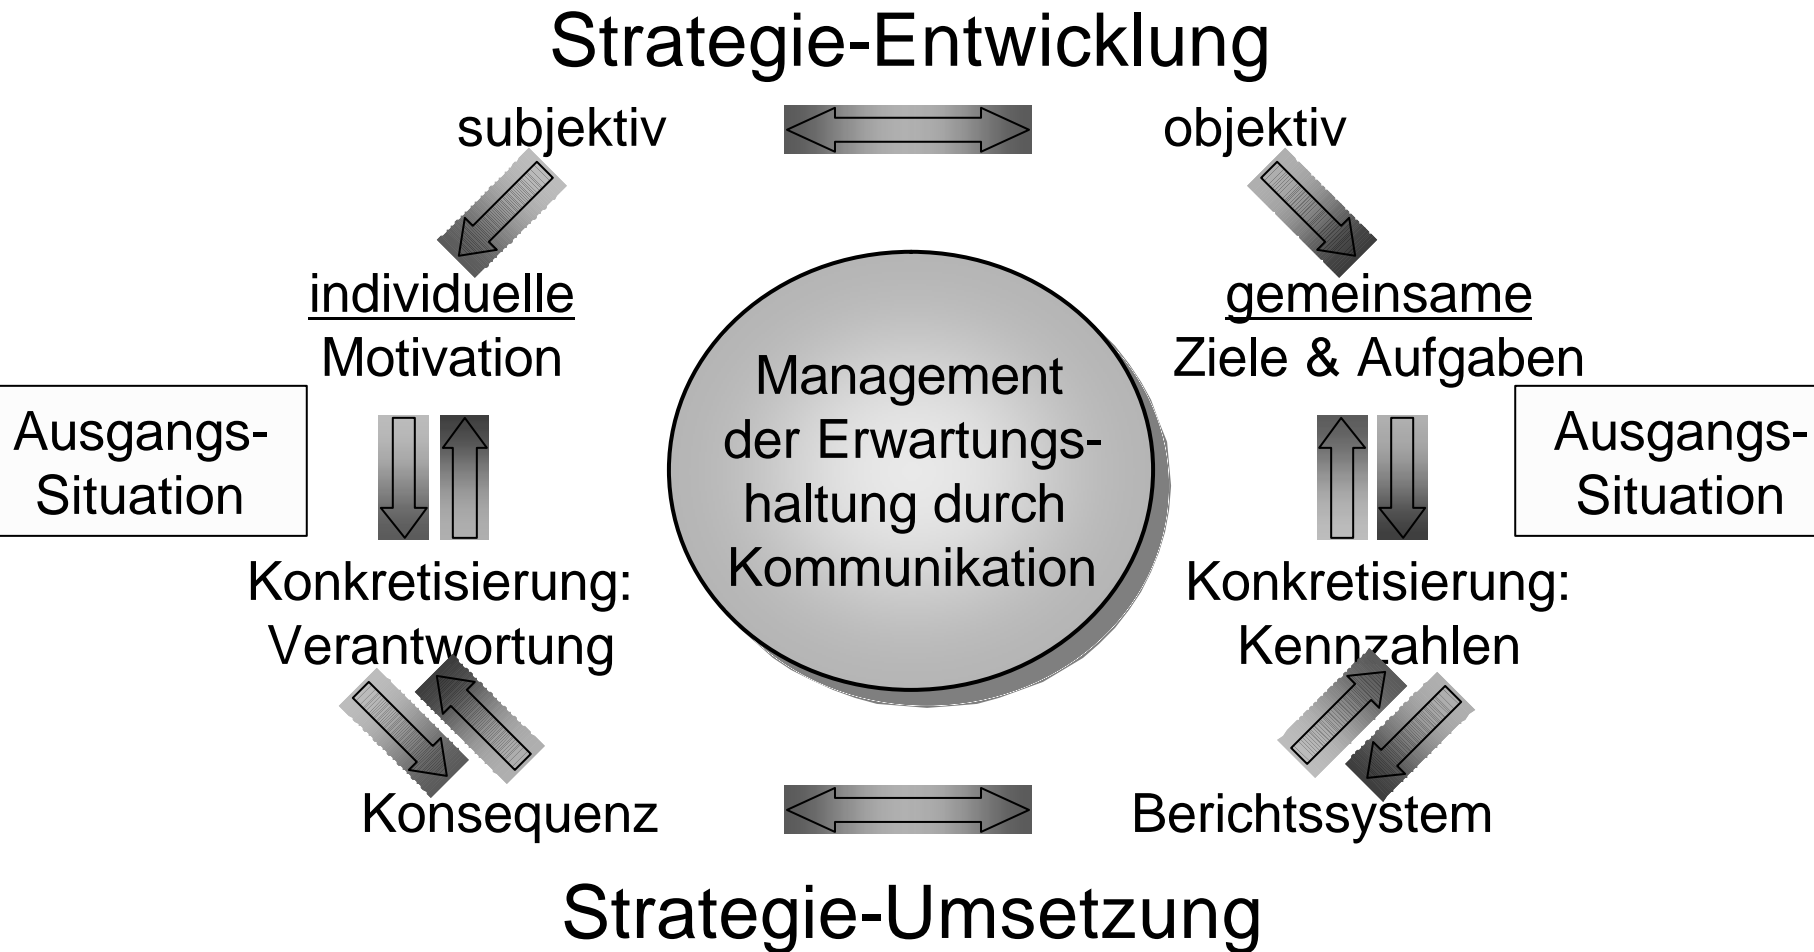 Strategie-Entwicklung
subjektiv
objektiv
individuelle
Motivation
gemeinsame
Ziele & Aufgaben
Management
der Erwartungs-
haltung durch
Kommunikation
Ausgangs-
Situation
Ausgangs-
Situation
Konkretisierung:
Verantwortung
Konkretisierung:
Kennzahlen
Konsequenz
Berichtssystem
Strategie-Umsetzung